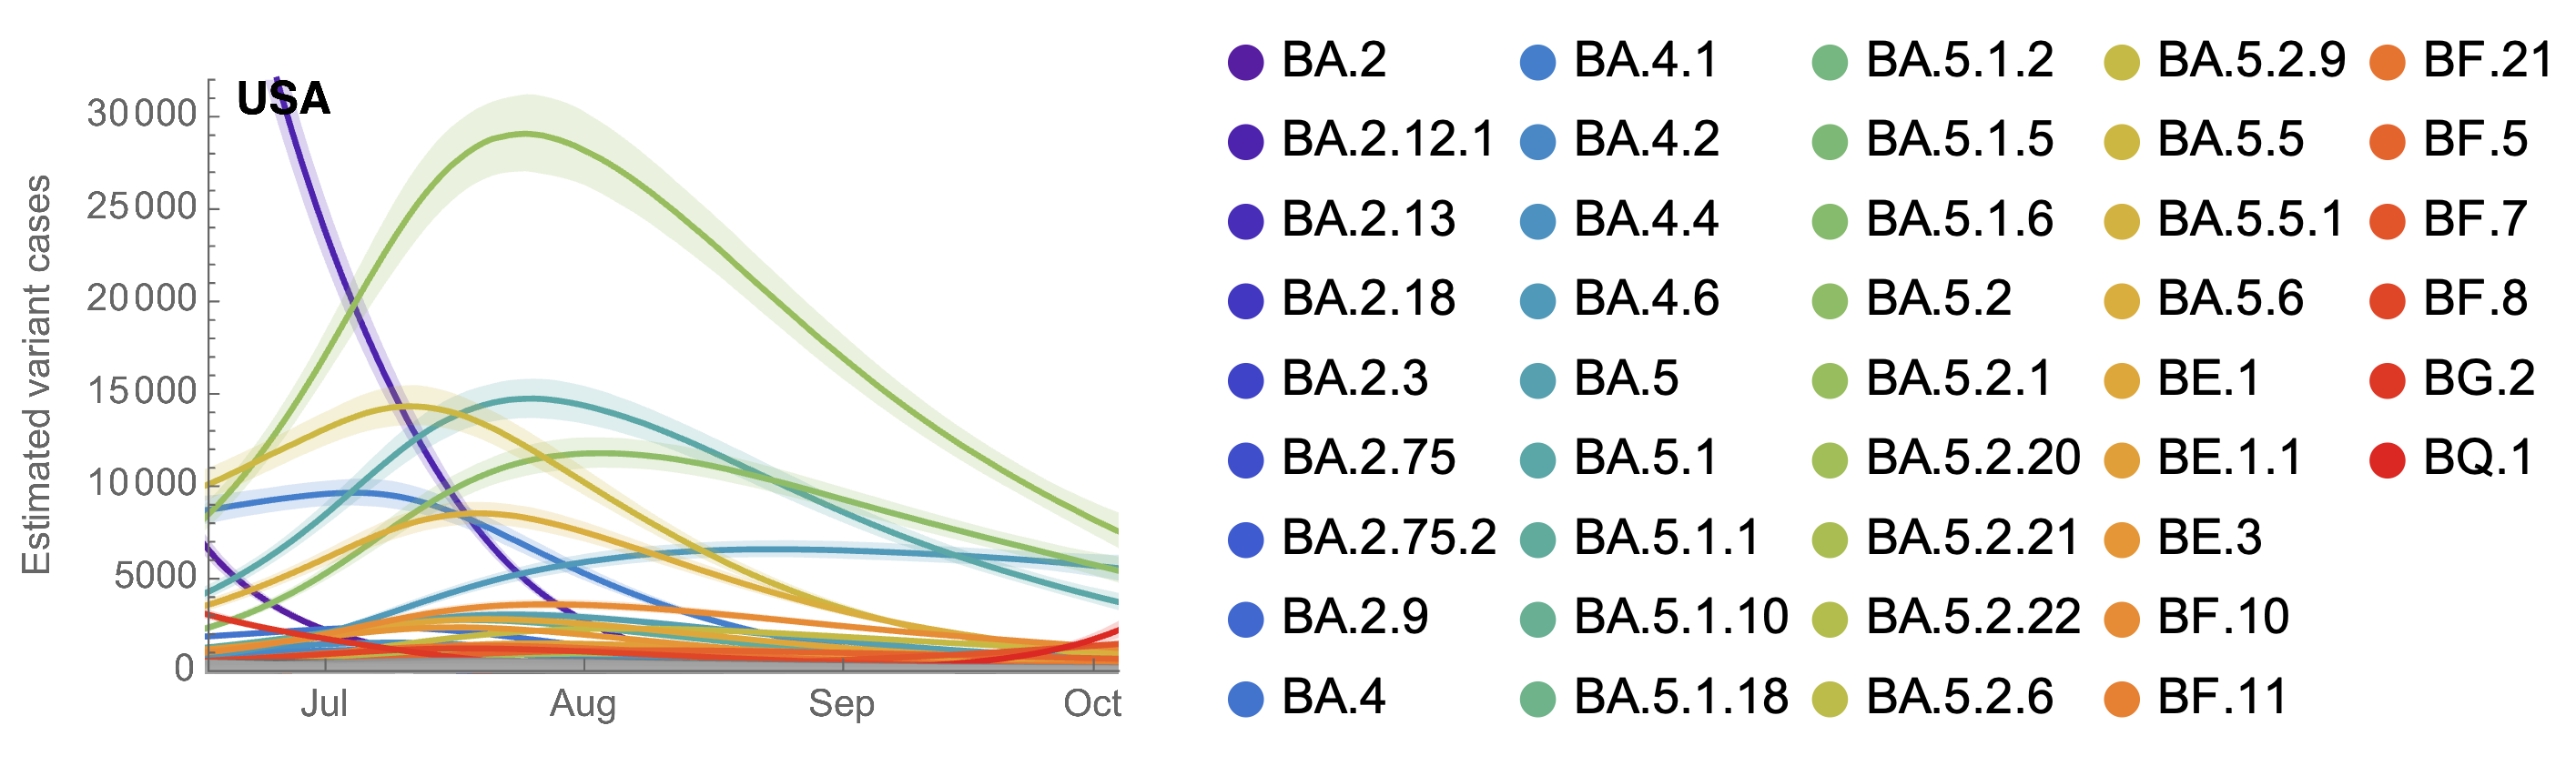 USA
Estimated variant cases
30000
25000
20000
15000
10000
5000
0
Jul Aug Sep Oct
BA.2
BA.2.12.1
BA.2.13
BA.2.18
BA.2.3
BA.2.75
BA.2.75.2
BA.2.9
BA.4
BA.4.1
BA.4.2
BA.4.4
BA.4.6
BA.5
BA.5.1
BA.5.1.1
BA.5.1.10
BA.5.1.18
BA.5.1.2
BA.5.1.5
BA.5.1.6
BA.5.2
BA.5.2.1
BA.5.2.20
BA.5.2.21
BA.5.2.22
BA.5.2.6
BA.5.2.9
BA.5.5
BA.5.5.1
BA.5.6
BE.1
BE.1.1
BE.3
BF.10
BF.11
BF.21
BF.5
BF.7
BF.8
BG.2
BQ.1